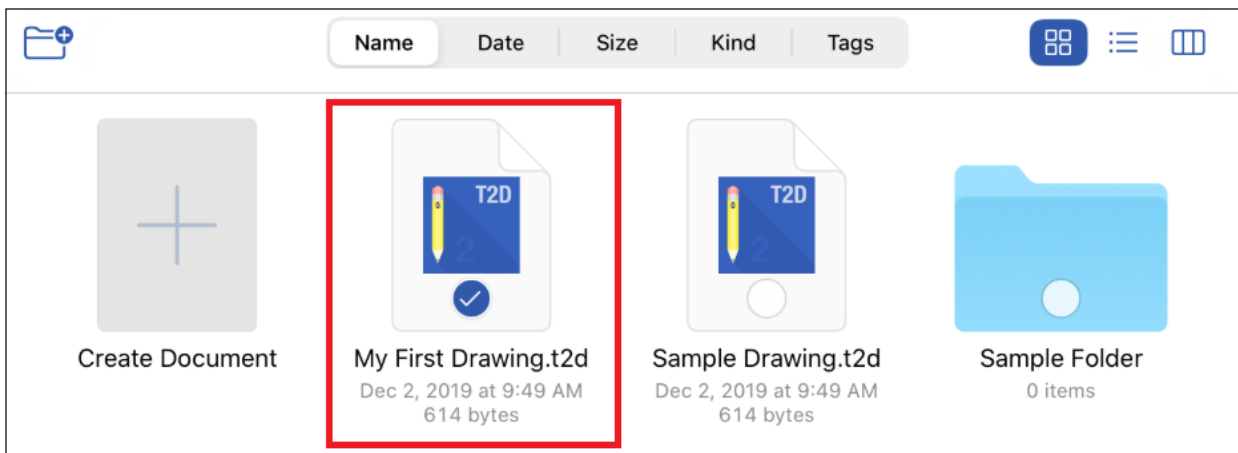 Name Date Size Kind Tags
T2D
2
T2D
2
Create Document
My First Drawing.t2d
Sample Drawing.t2d
Sample Folder
Dec 2, 2019 at 9:49 AM
Dec 2, 2019 at 9:49 AM
0 items
614 bytes
614 bytes